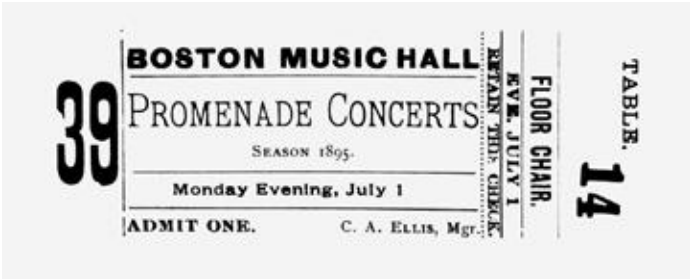 39
BOSTON MUSIC HALL
PROMENADE CONCERTS
SEASON 1895.
Monday Evening, July 1
ADMIT ONE.
C. A. ELLIS, Mgr.
RETAIN THIS CHECK.
EVE. JULY 1
FLOOR CHAIR.
TABLE.
14